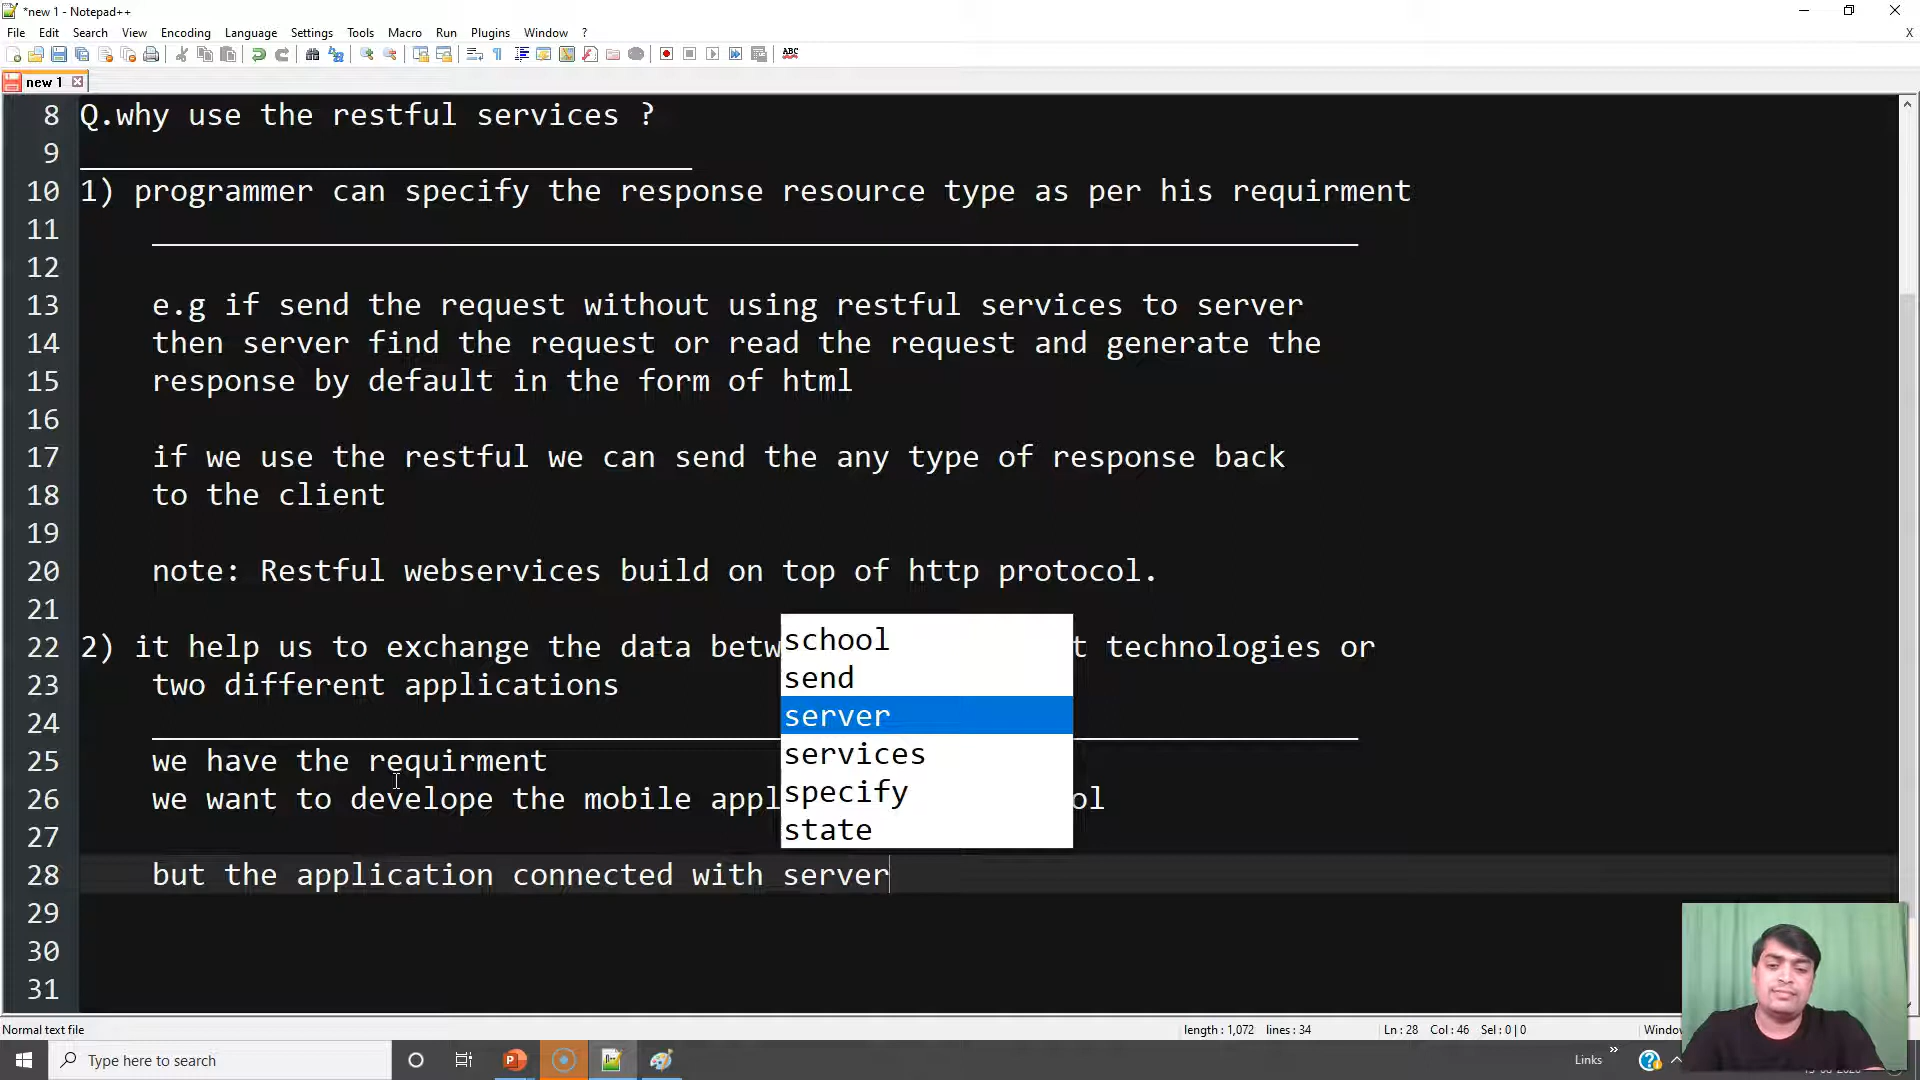 *new 1 - Notepad++
File Edit Search View Encoding Language Settings Tools Macro Run Plugins Window ? X
ABC
new 1
8 Q.why use the restful services ?
9
10 1) programmer can specify the response resource type as per his requirment
11
12
13 e.g if send the request without using restful services to server
14 then server find the request or read the request and generate the
15 response by default in the form of html
16
17 if we use the restful we can send the any type of response back
18 to the client
19
20 note: Restful webservices build on top of http protocol.
21
22 2) it help us to exchange the data betw t technologies or
23 two different applications
24
25 we have the requirment
26 we want to develope the mobile appl ol
27
28 but the application connected with server
29
30
31
school
send
server
services
specify
state
Normal text file length : 1,072 lines : 34 Ln : 28 Col : 46 Sel : 0 | 0 Window
Type here to search Links